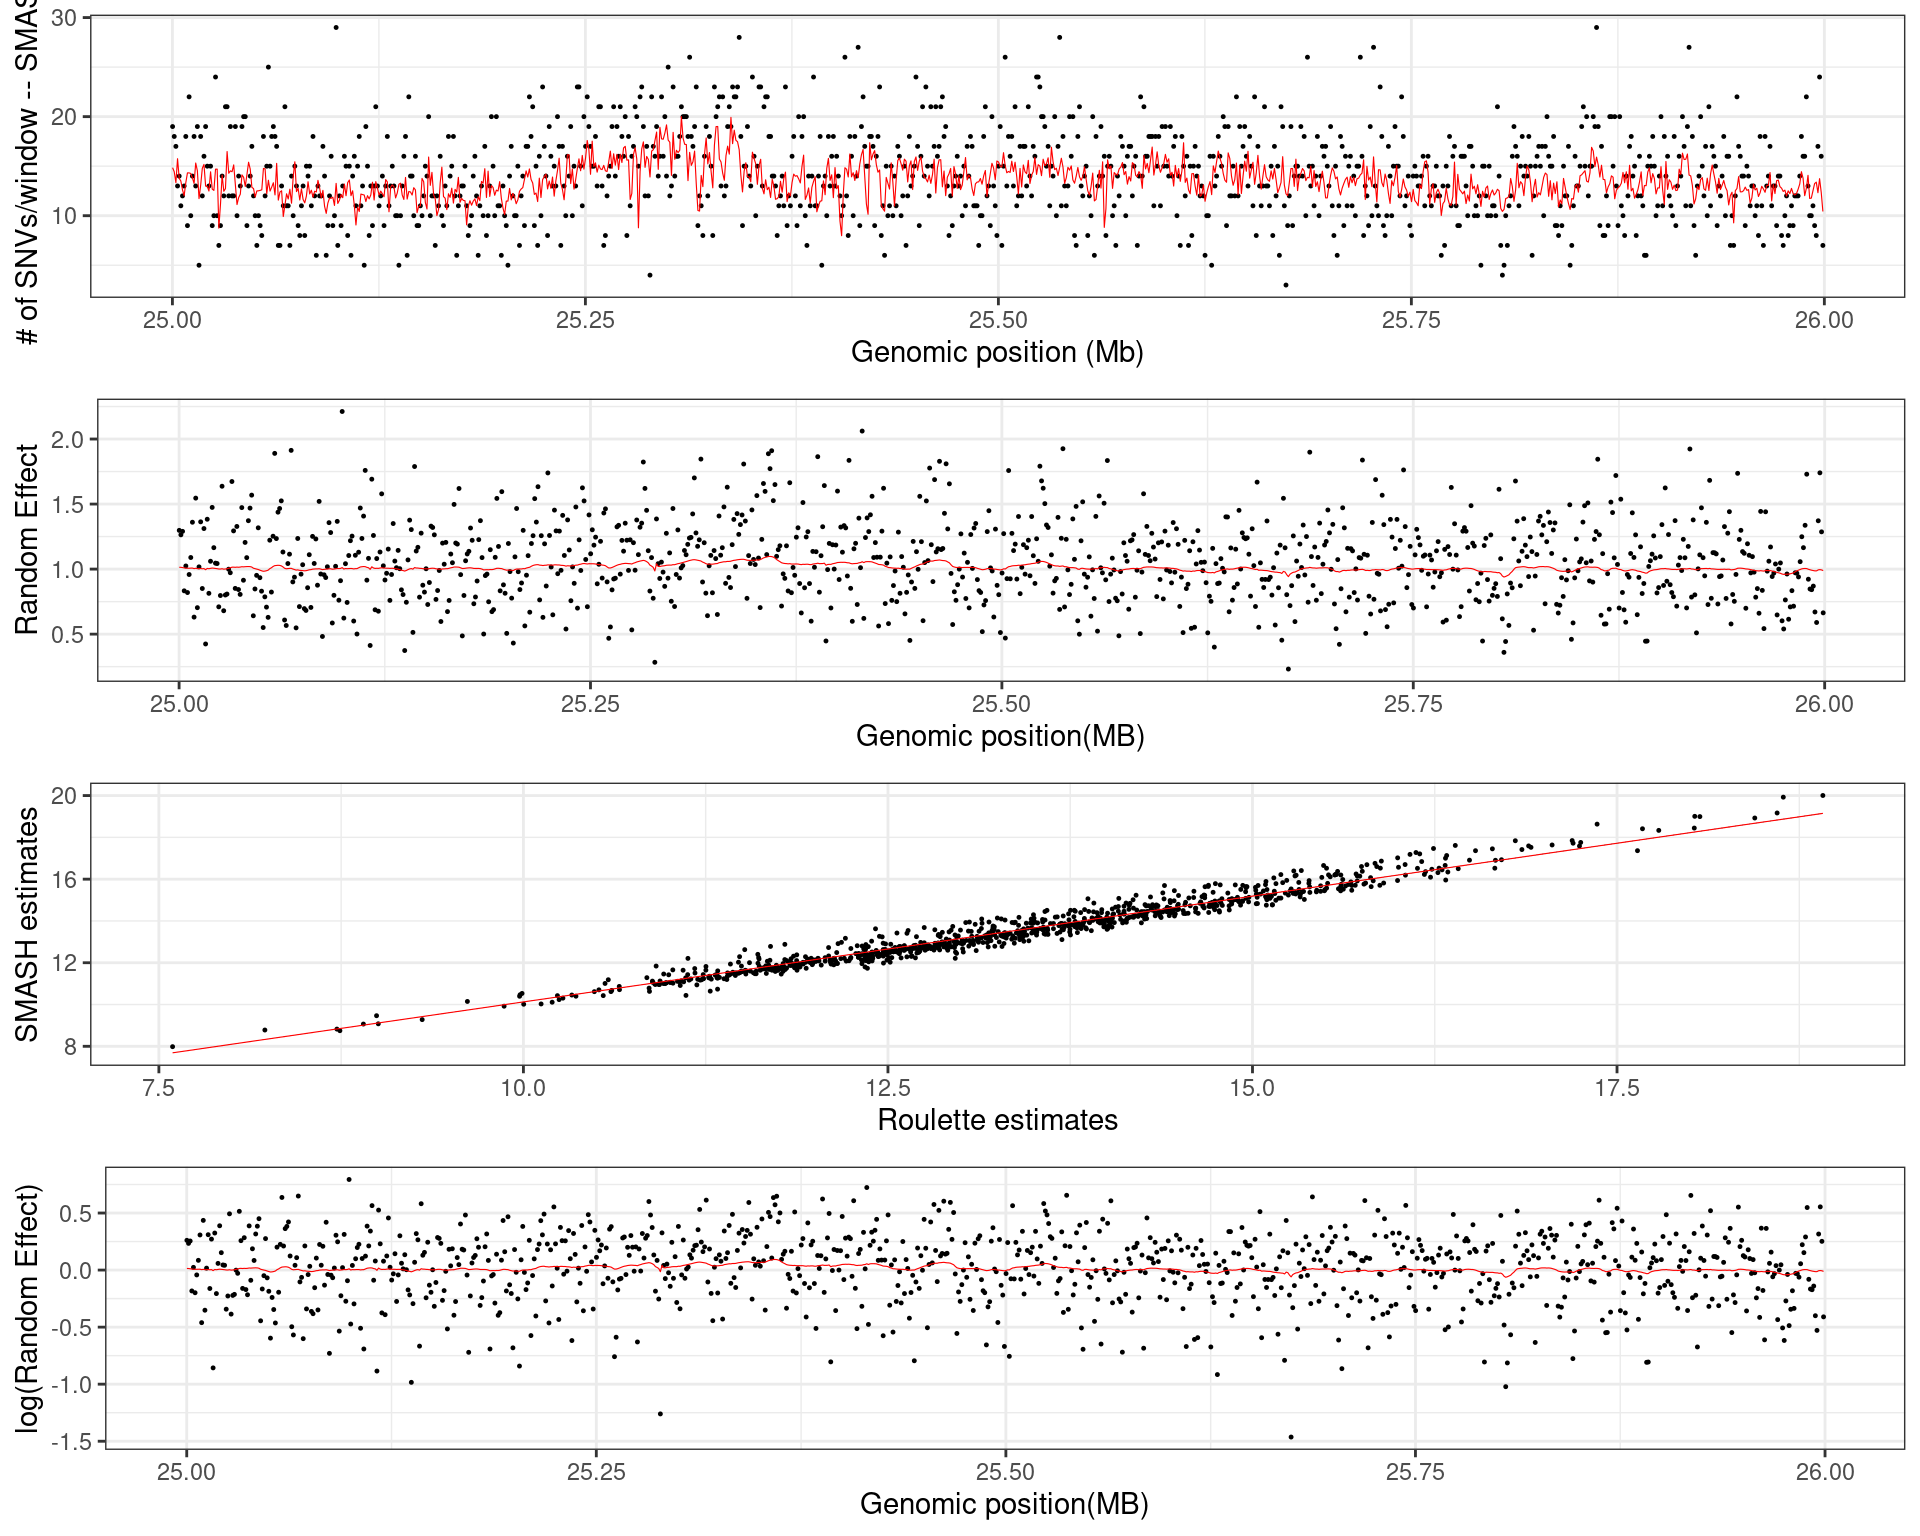 # of SNVs/window -- SMAS
30
20
10
25.00 25.25 25.50 25.75 26.00
Genomic position (Mb)
Random Effect
2.0
1.5
1.0
0.5
25.00 25.25 25.50 25.75 26.00
Genomic position(MB)
SMASH estimates
20
16
12
8
7.5 10.0 12.5 15.0 17.5
Roulette estimates
log(Random Effect)
0.5
0.0
-0.5
-1.0
-1.5
25.00 25.25 25.50 25.75 26.00
Genomic position(MB)